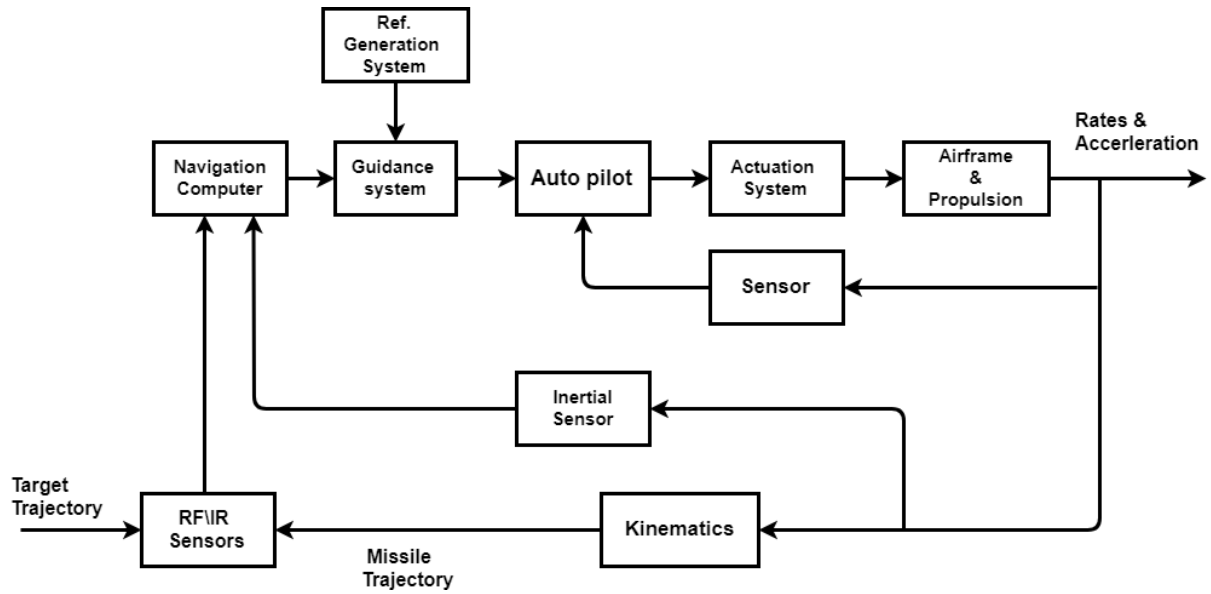 Ref.
Generation
System
Rates &
Accerleration
Navigation
Computer
Guidance
system
Auto pilot
Actuation
System
Airframe
&
Propulsion
Sensor
Inertial
Sensor
Target
Trajectory
RF\IR
Sensors
Kinematics
Missile
Trajectory